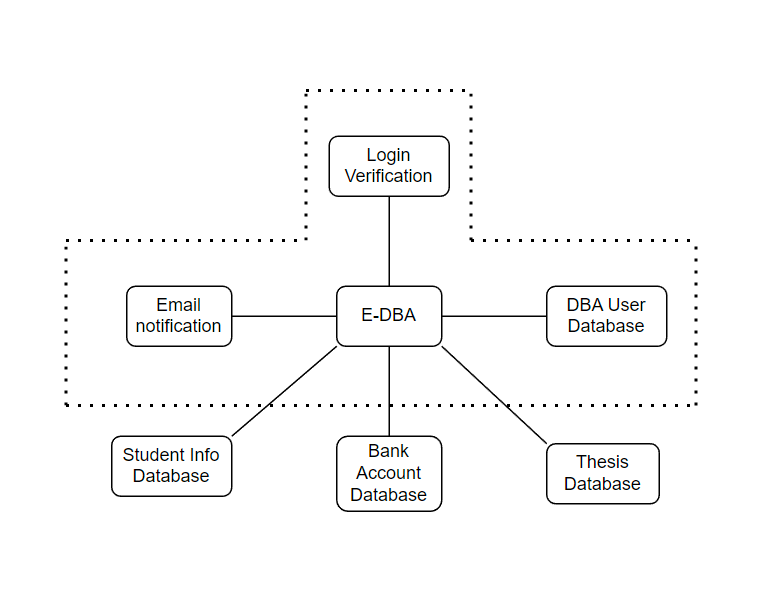 Login
Verification
Email
notification
E-DBA
DBA User
Database
Student Info
Database
Bank
Account
Database
Thesis
Database